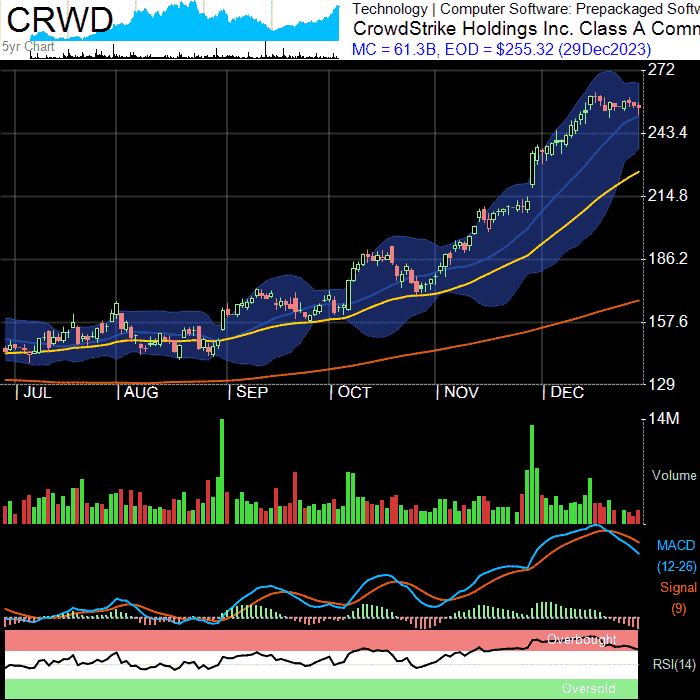 CRWD
5yr Chart
Technology | Computer Software: Prepackaged Softw
CrowdStrike Holdings Inc. Class A Comm
MC = 61.3B, EOD = $255.32 (29Dec2023)
272
243.4
214.8
186.2
157.6
129
JUL AUG SEP OCT NOV DEC
14M
Volume
MACD
(12-26)
Signal
(9)
Overbought
RSI(14)
Oversold